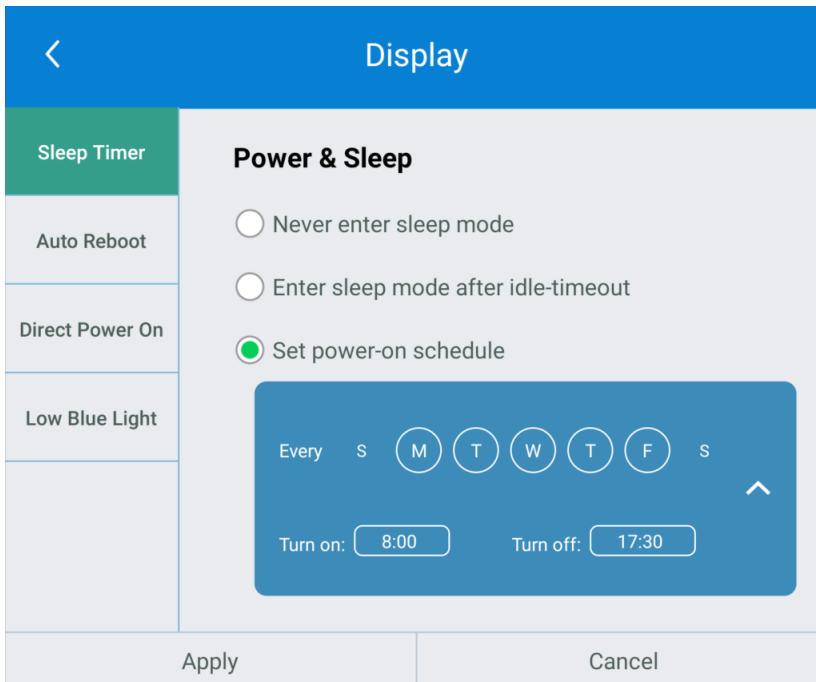 Display
Sleep Timer
Auto Reboot
Direct Power On
Low Blue Light
Power & Sleep
Never enter sleep mode
Enter sleep mode after idle-timeout
Set power-on schedule
Every S M T W T F S
Turn on: 8:00 Turn off: 17:30
Apply Cancel